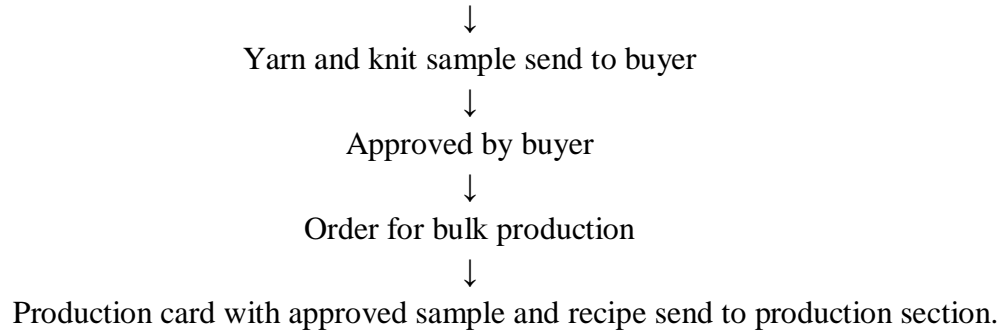 ↓
Yarn and knit sample send to buyer
↓
Approved by buyer
↓
Order for bulk production
↓
Production card with approved sample and recipe send to production section.